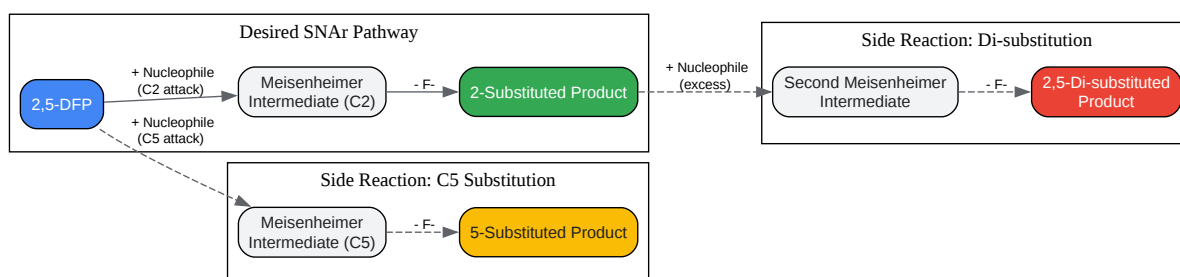 Desired SNAr Pathway
2,5-DFP
+ Nucleophile
(C2 attack)
Meisenheimer
Intermediate (C2)
- F-
2-Substituted Product
+ Nucleophile
(C5 attack)
+ Nucleophile
(excess)
Side Reaction: Di-substitution
Second Meisenheimer
Intermediate
- F-
2,5-Di-substituted
Product
Side Reaction: C5 Substitution
Meisenheimer
Intermediate (C5)
- F-
5-Substituted Product